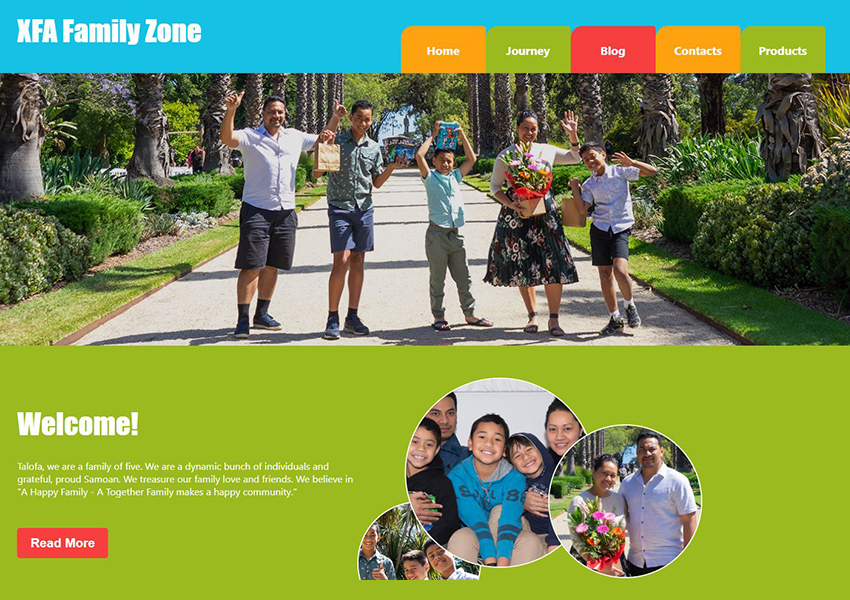 XFA Family Zone
Home
Journey
Blog
Contacts
Products
Welcome!
Talofa, we are a family of five. We are a dynamic bunch of individuals and
grateful, proud Samoan. We treasure our family love and friends. We believe in
"A Happy Family - A Together Family makes a happy community."
Read More